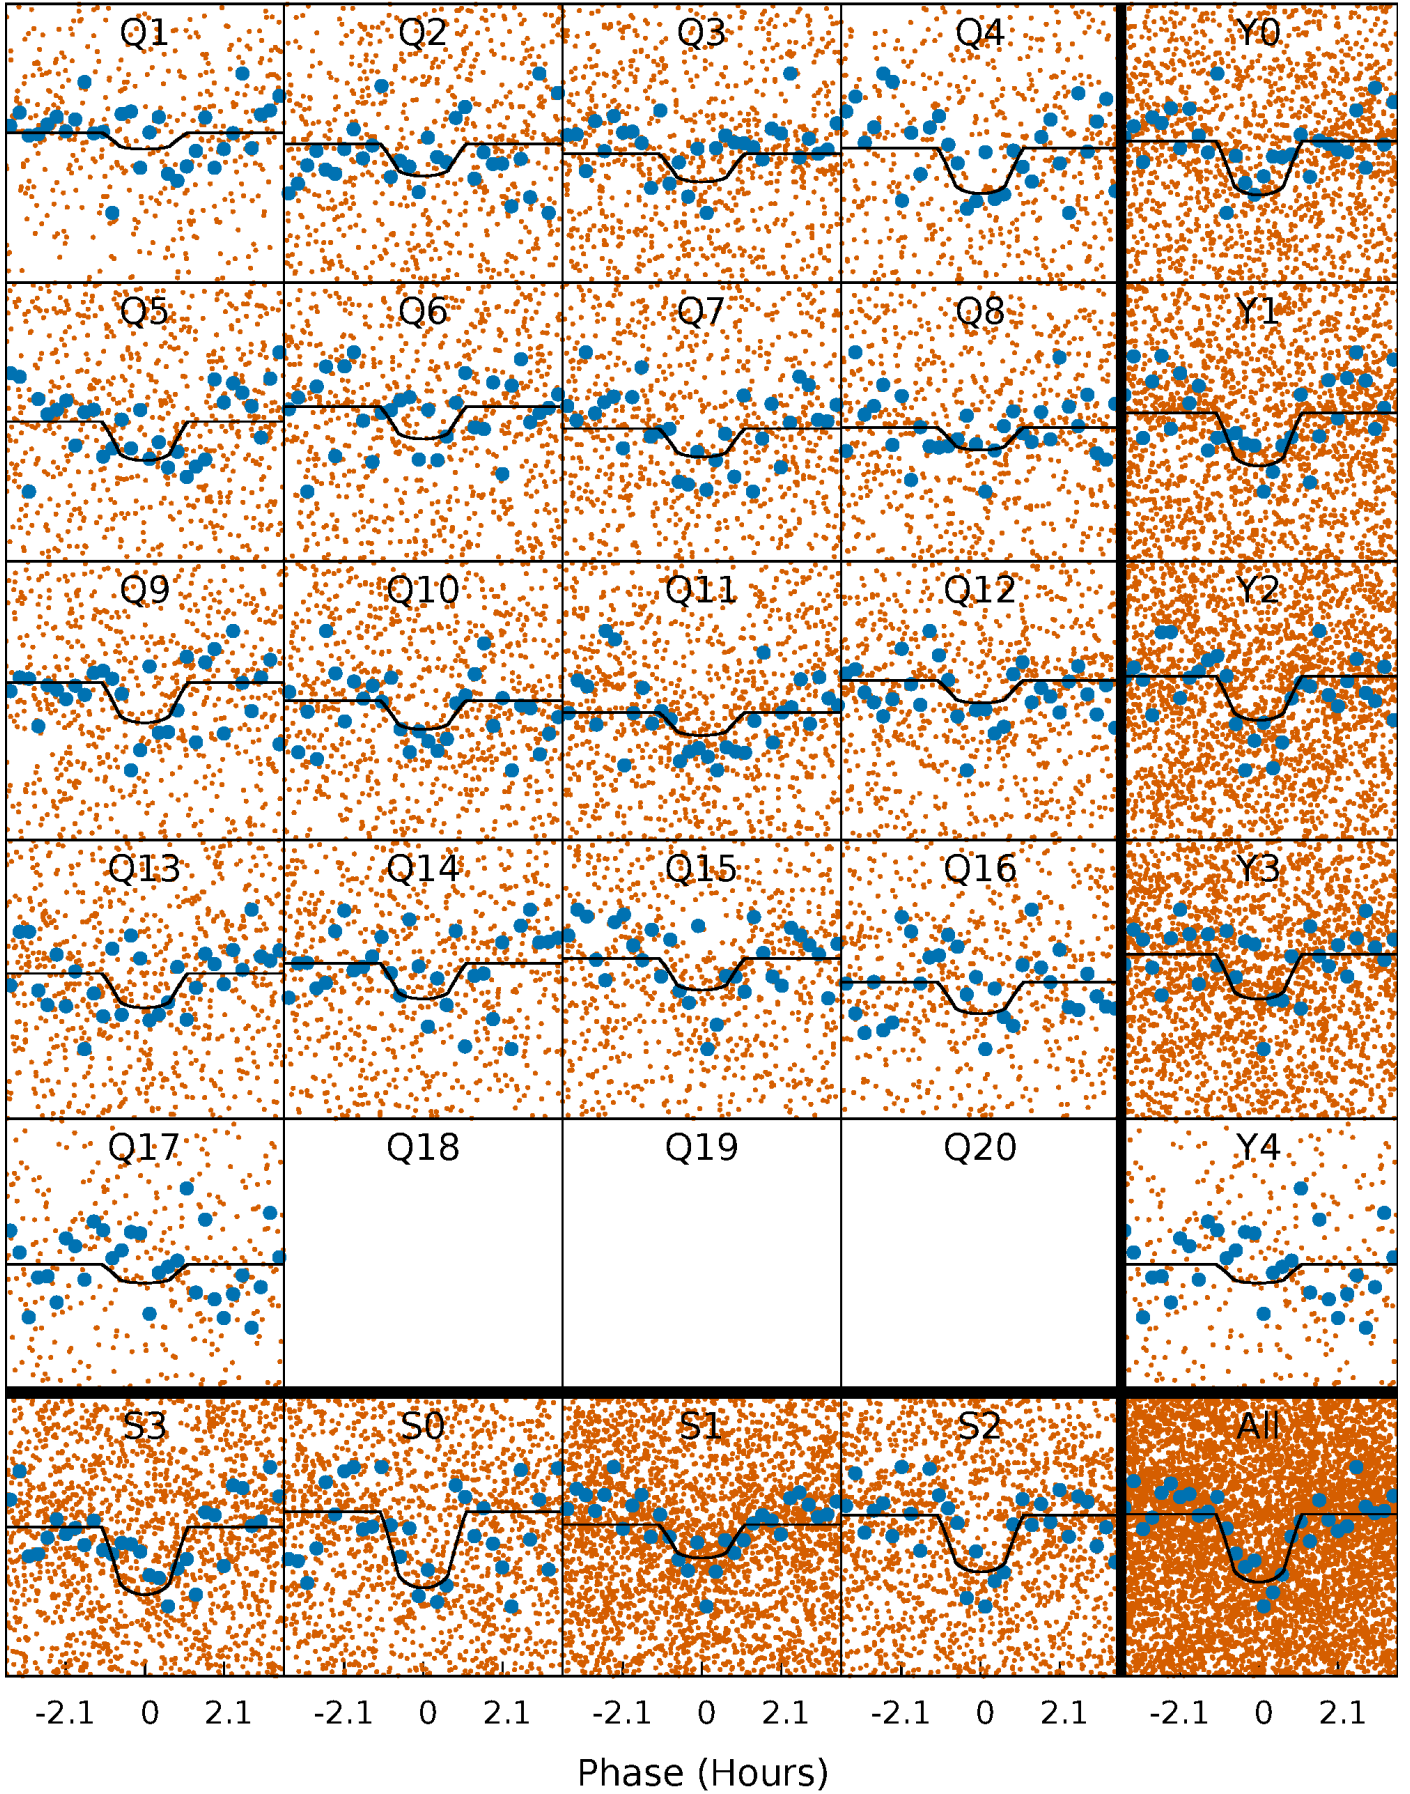 Q1 Q2 Q3 Q4 Y0
Q5 Q6 Q7 Q8 Y1
Q9 Q10 Q11 Q12 Y2
Q13 Q14 Q15 Q16 Y3
Q17 Q18 Q19 Q20 Y4
S3 S0 S1 S2 All
-2.1 0 2.1 -2.1 0 2.1 -2.1 0 2.1 -2.1 0 2.1 -2.1 0 2.1
Phase (Hours)